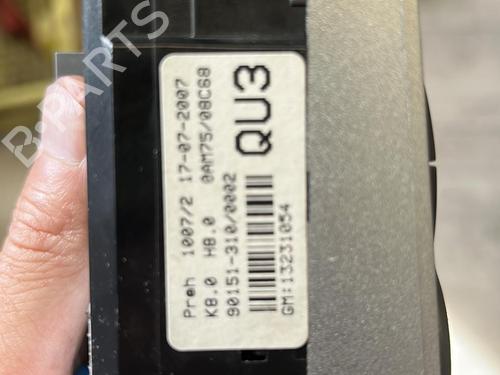 Preh 1007/2 17-07-2007
K8.0 H8.0 0AM75/08C68
90151-310/0002
QU3
GM:13231054
B-PARTS